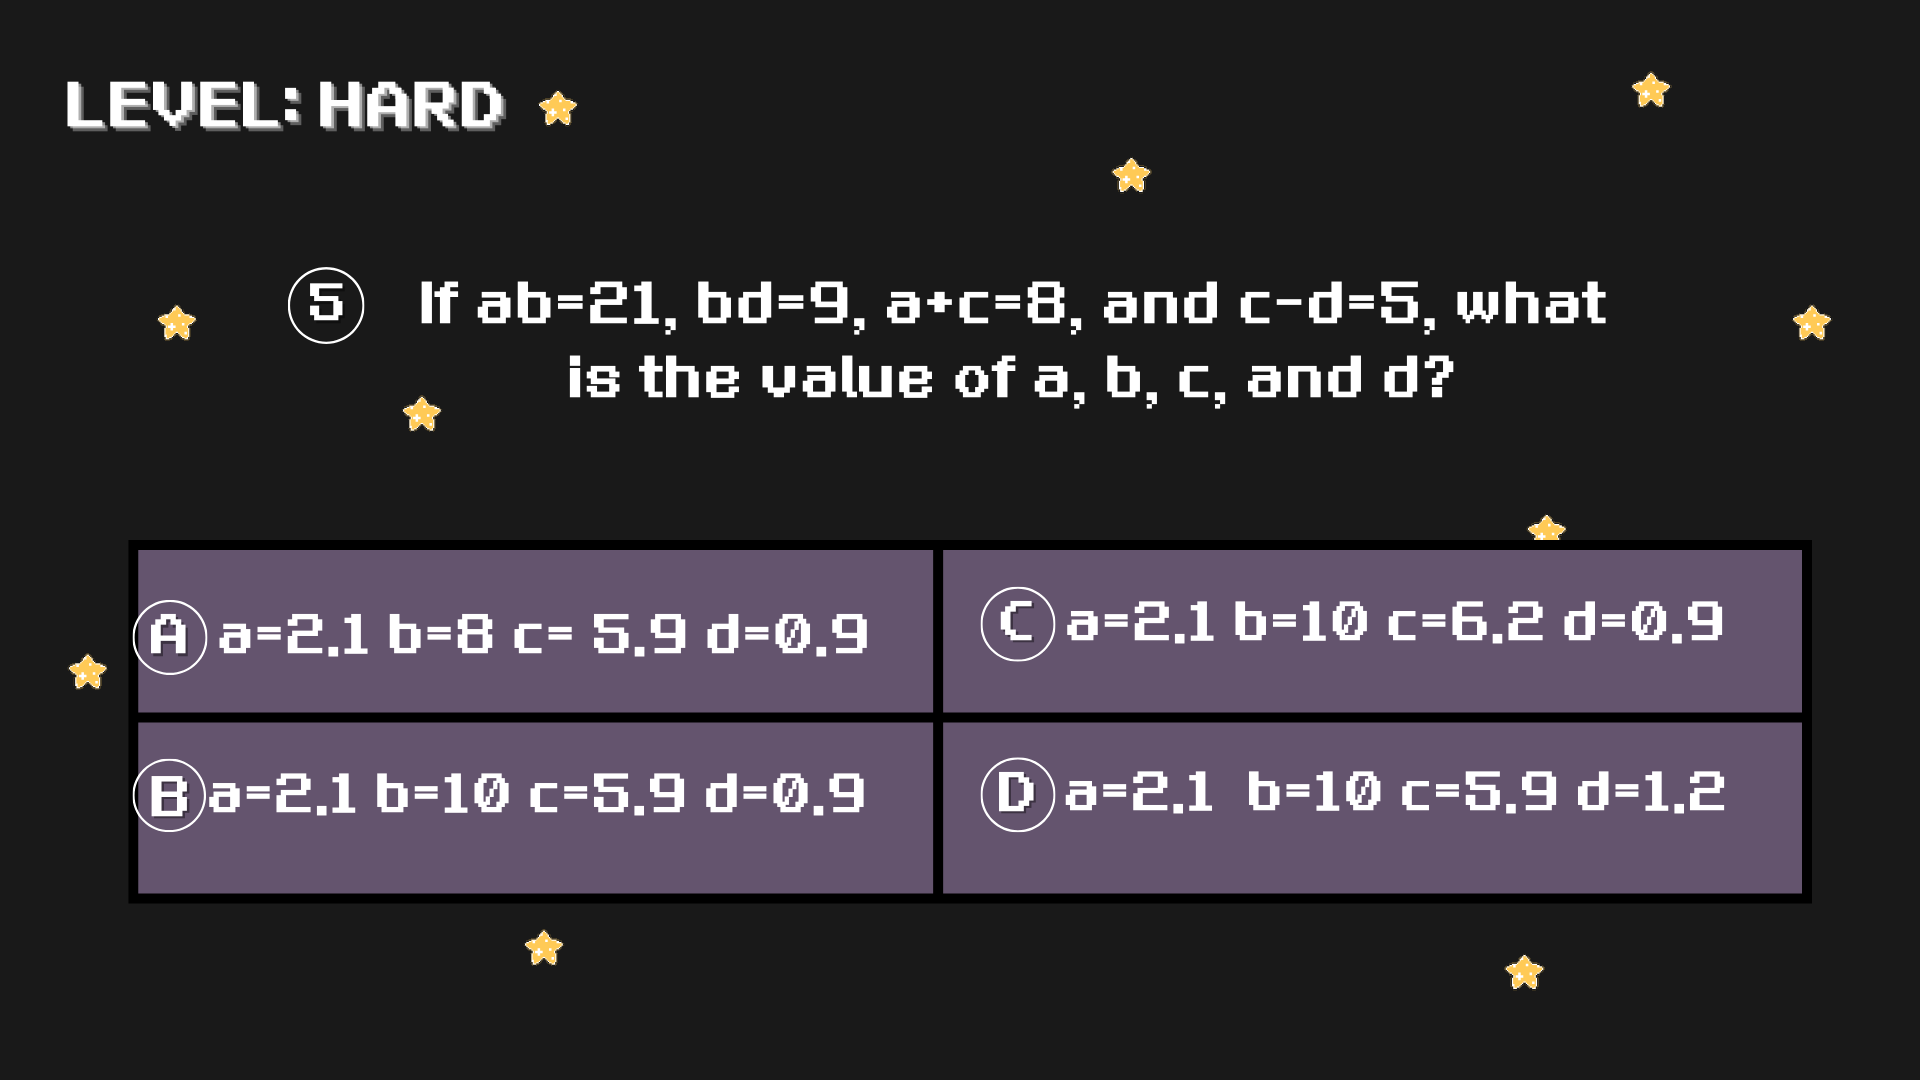 LEVEL: HARD
5 If ab=21, bd=9, a+c=8, and c-d=5, what
is the value of a, b, c, and d?
A a=2.1 b=8 c= 5.9 d=0.9
C a=2.1 b=10 c=6.2 d=0.9
B a=2.1 b=10 c=5.9 d=0.9
D a=2.1 b=10 c=5.9 d=1.2